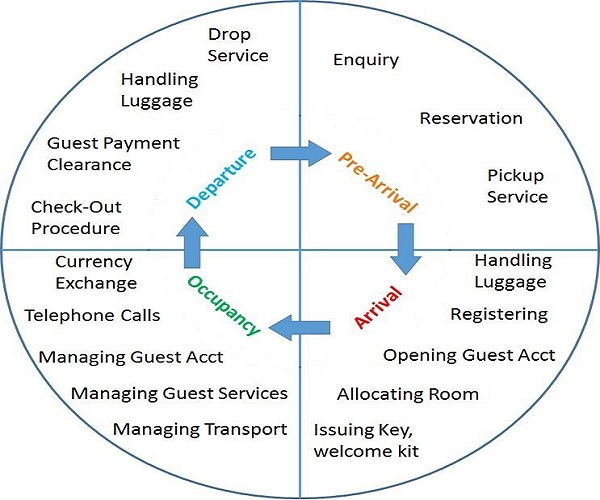 Drop
Service
Handling
Luggage
Guest Payment
Clearance
Check-Out
Procedure
Departure
Enquiry
Reservation
Pickup
Service
Pre-Arrival
Handling
Luggage
Registering
Opening Guest Acct
Allocating Room
Issuing Key,
welcome kit
Arrival
Currency
Exchange
Telephone Calls
Managing Guest Acct
Managing Guest Services
Managing Transport
Occupancy